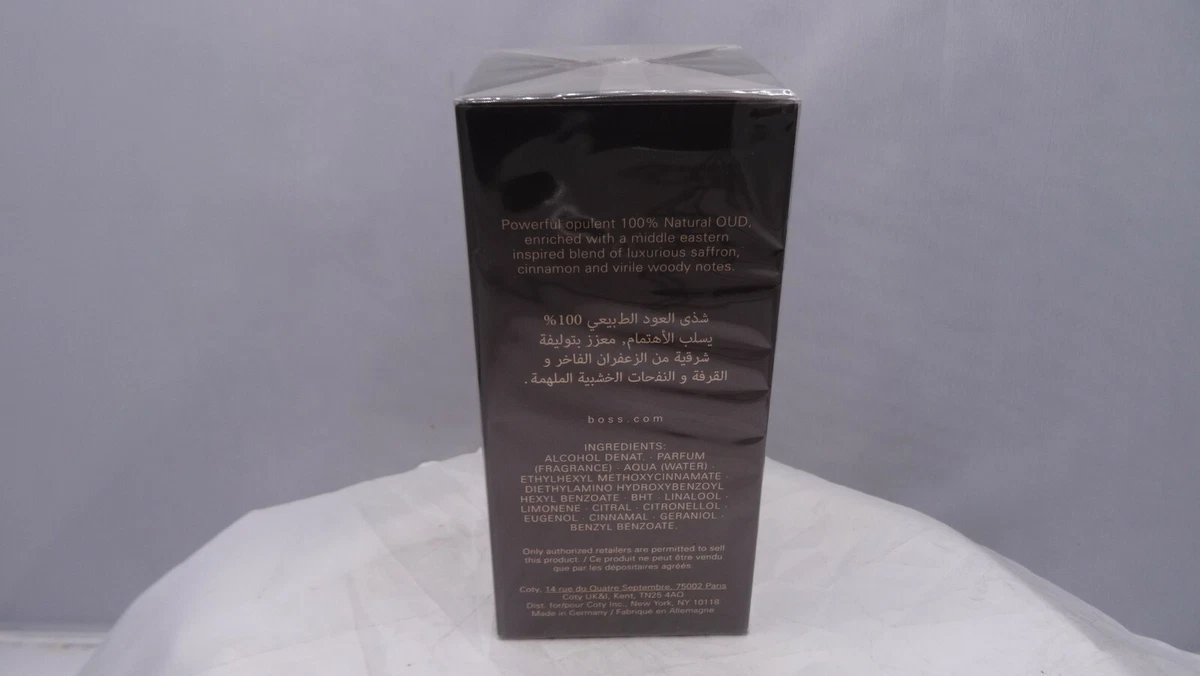 Powerful opulent 100% Natural OUD,
enriched with a middle eastern
inspired blend of luxurious saffron,
cinnamon and virile woody notes.
شذى العود الطبيعي 100%
يسلب الأهتمام, معزز بتوليفة
شرقية من الزعفران الفاخر و
القرفة و النفحات الخشبية الملهمة.
boss.com
INGREDIENTS:
ALCOHOL DENAT. · PARFUM
(FRAGRANCE) · AQUA (WATER) ·
ETHYLHEXYL METHOXYCINNAMATE ·
DIETHYLAMINO HYDROXYBENZOYL
HEXYL BENZOATE · BHT · LINALOOL ·
LIMONENE · CITRAL · CITRONELLOL ·
EUGENOL · CINNAMAL · GERANIOL ·
BENZYL BENZOATE.
Only authorized retailers are permitted to sell
this product. / Ce produit ne peut être vendu
que par les dépositaires agréés.
Coty, 14 rue du Quatre Septembre, 75002 Paris
Coty UK&I, Kent, TN25 4AQ
Dist. for/pour Coty Inc., New York, NY 10118
Made in Germany / Fabriqué en Allemagne